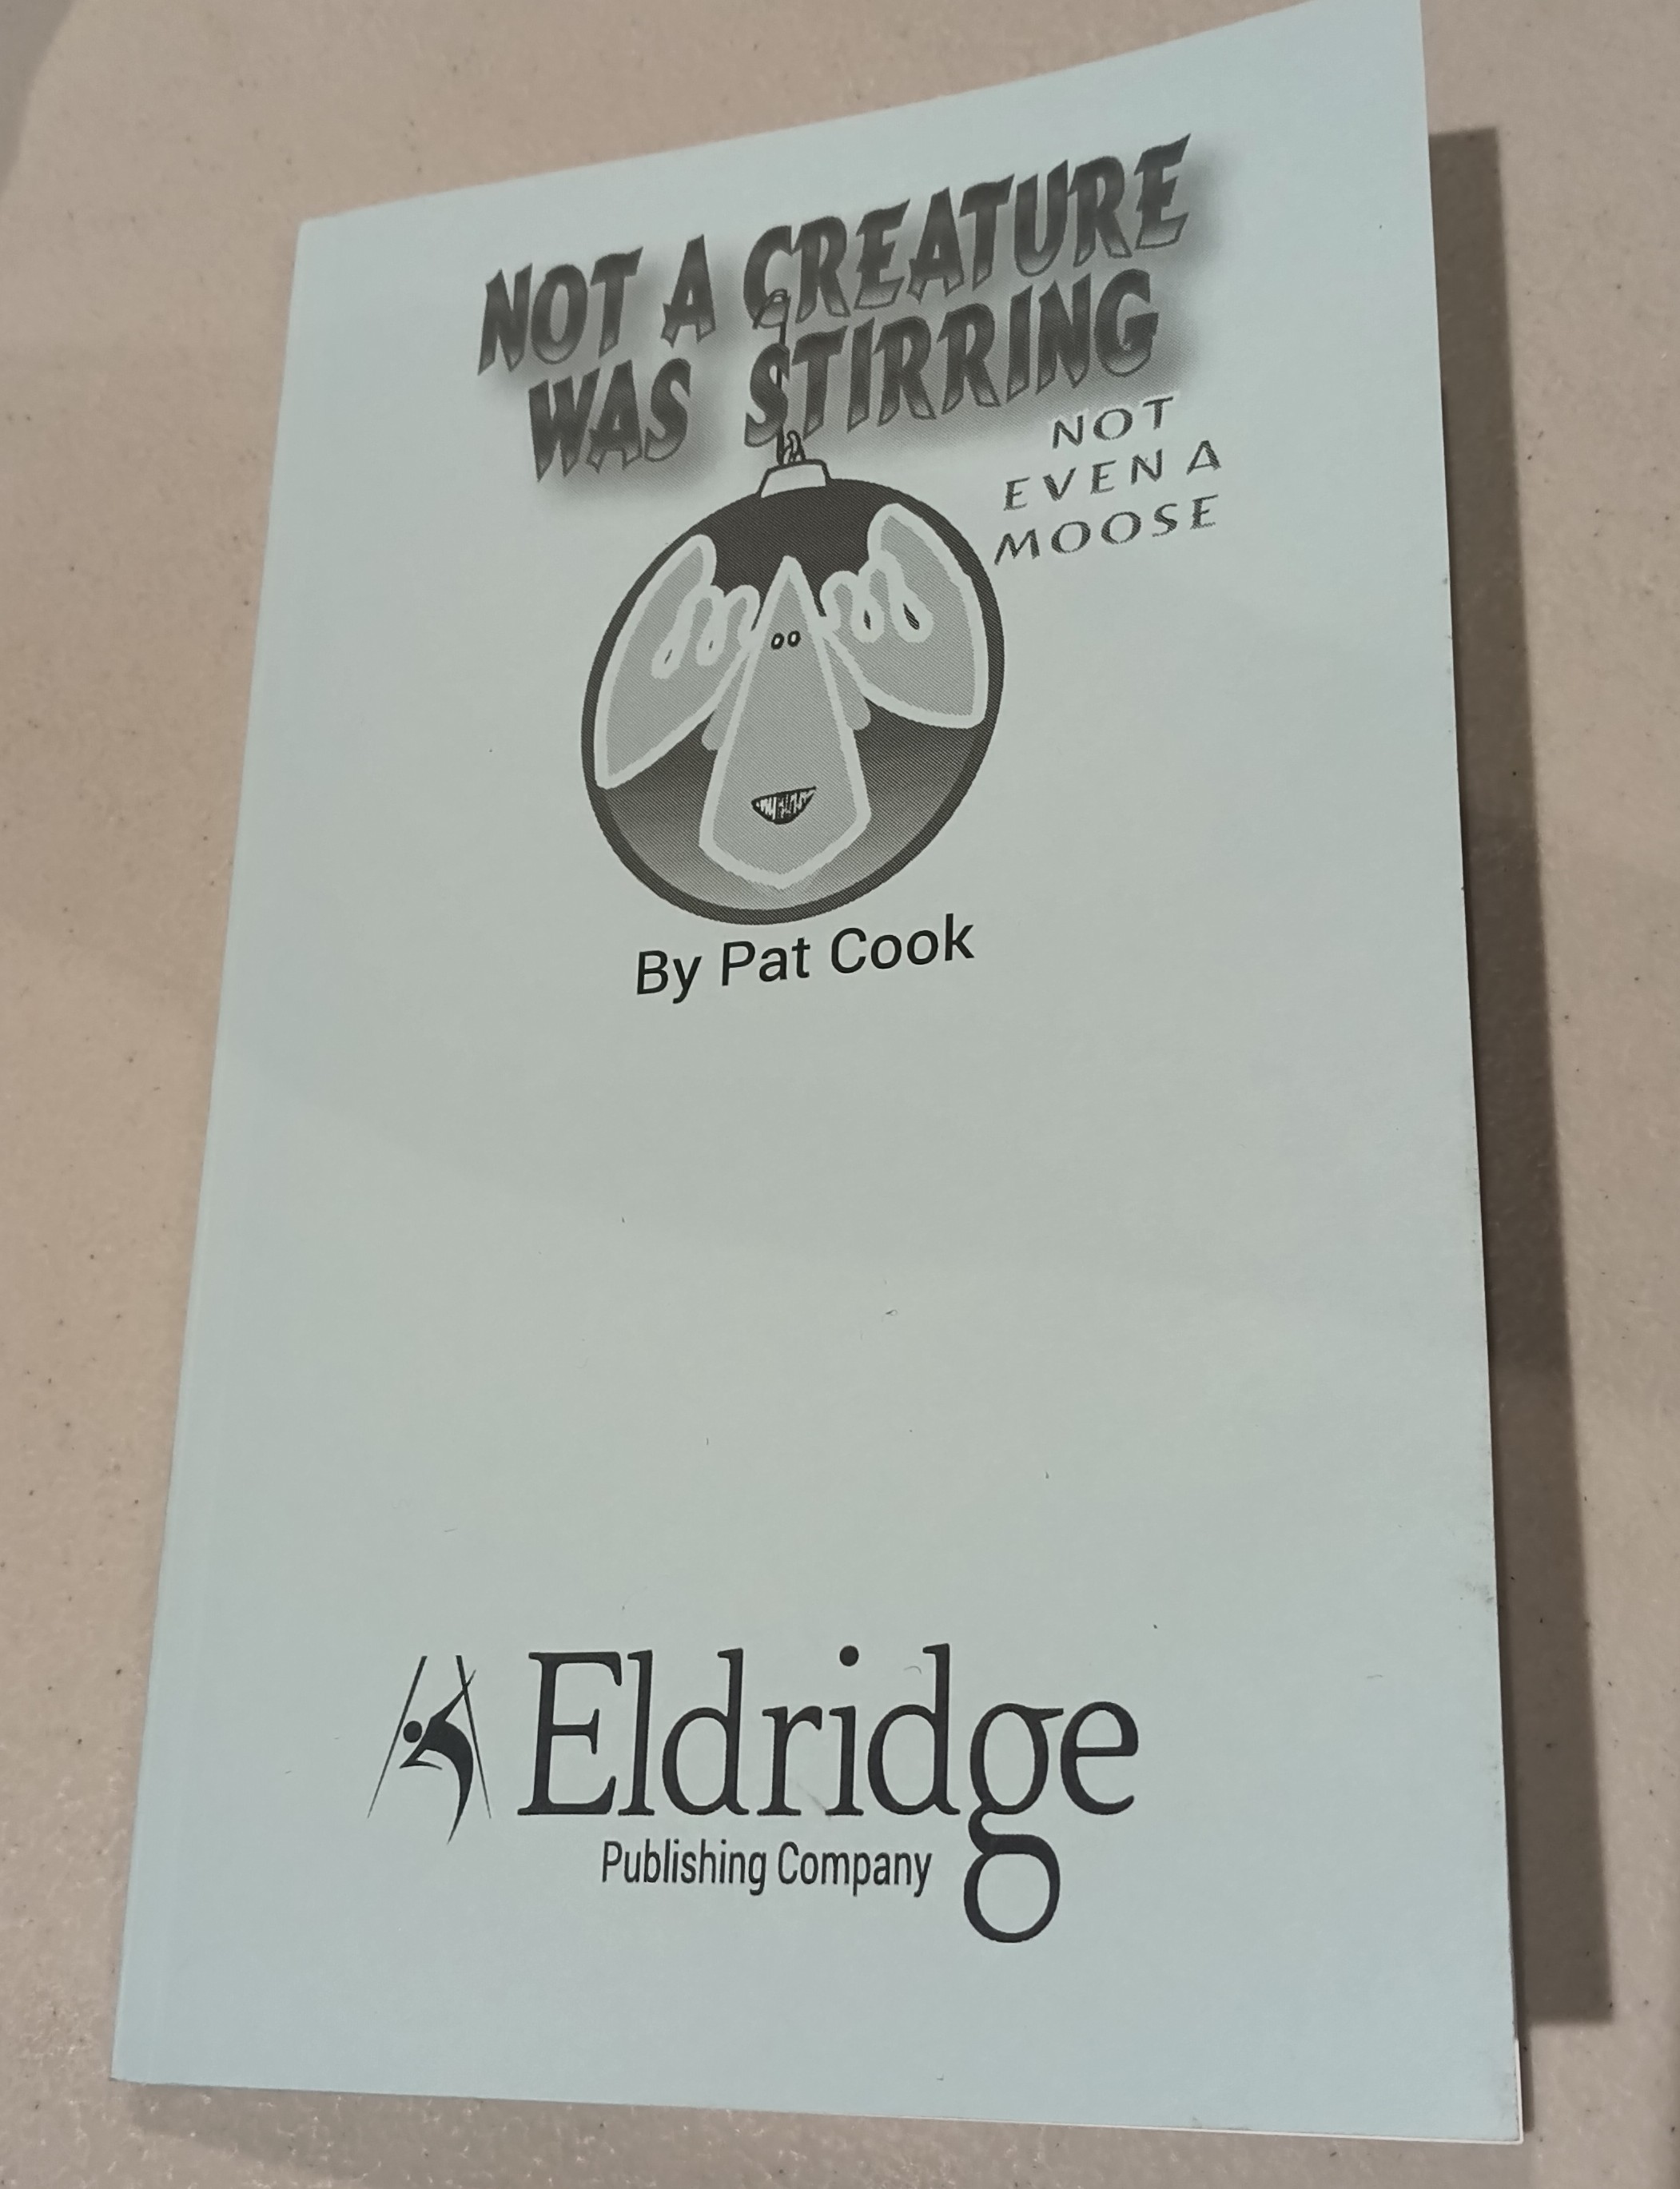 NOT A CREATURE
WAS STIRRING
NOT
EVEN A
MOOSE
By Pat Cook
Eldridge
Publishing Company